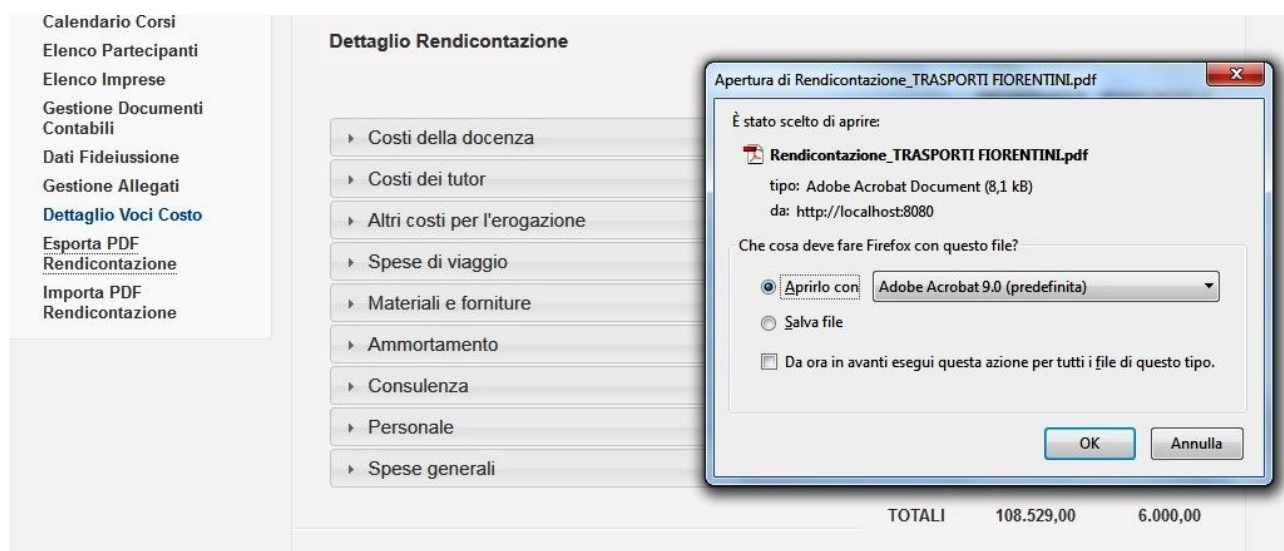 Calendario Corsi
Elenco Partecipanti
Elenco Imprese
Gestione Documenti
Contabili
Dati Fideiussione
Gestione Allegati
Dettaglio Voci Costo
Esporta PDF
Rendicontazione
Importa PDF
Rendicontazione
Dettaglio Rendicontazione
Costi della docenza
Costi dei tutor
Altri costi per l'erogazione
Spese di viaggio
Materiali e forniture
Ammortamento
Consulenza
Personale
Spese generali
TOTALI 108.529,00 6.000,00
Apertura di Rendicontazione_TRASPORTI FIORENTINI.pdf
È stato scelto di aprire:
Rendicontazione_TRASPORTI FIORENTINI.pdf
tipo: Adobe Acrobat Document (8,1 kB)
da: http://localhost:8080
Che cosa deve fare Firefox con questo file?
Aprirlo con Adobe Acrobat 9.0 (predefinita)
Salva file
Da ora in avanti esegui questa azione per tutti i file di questo tipo.
OK Annulla